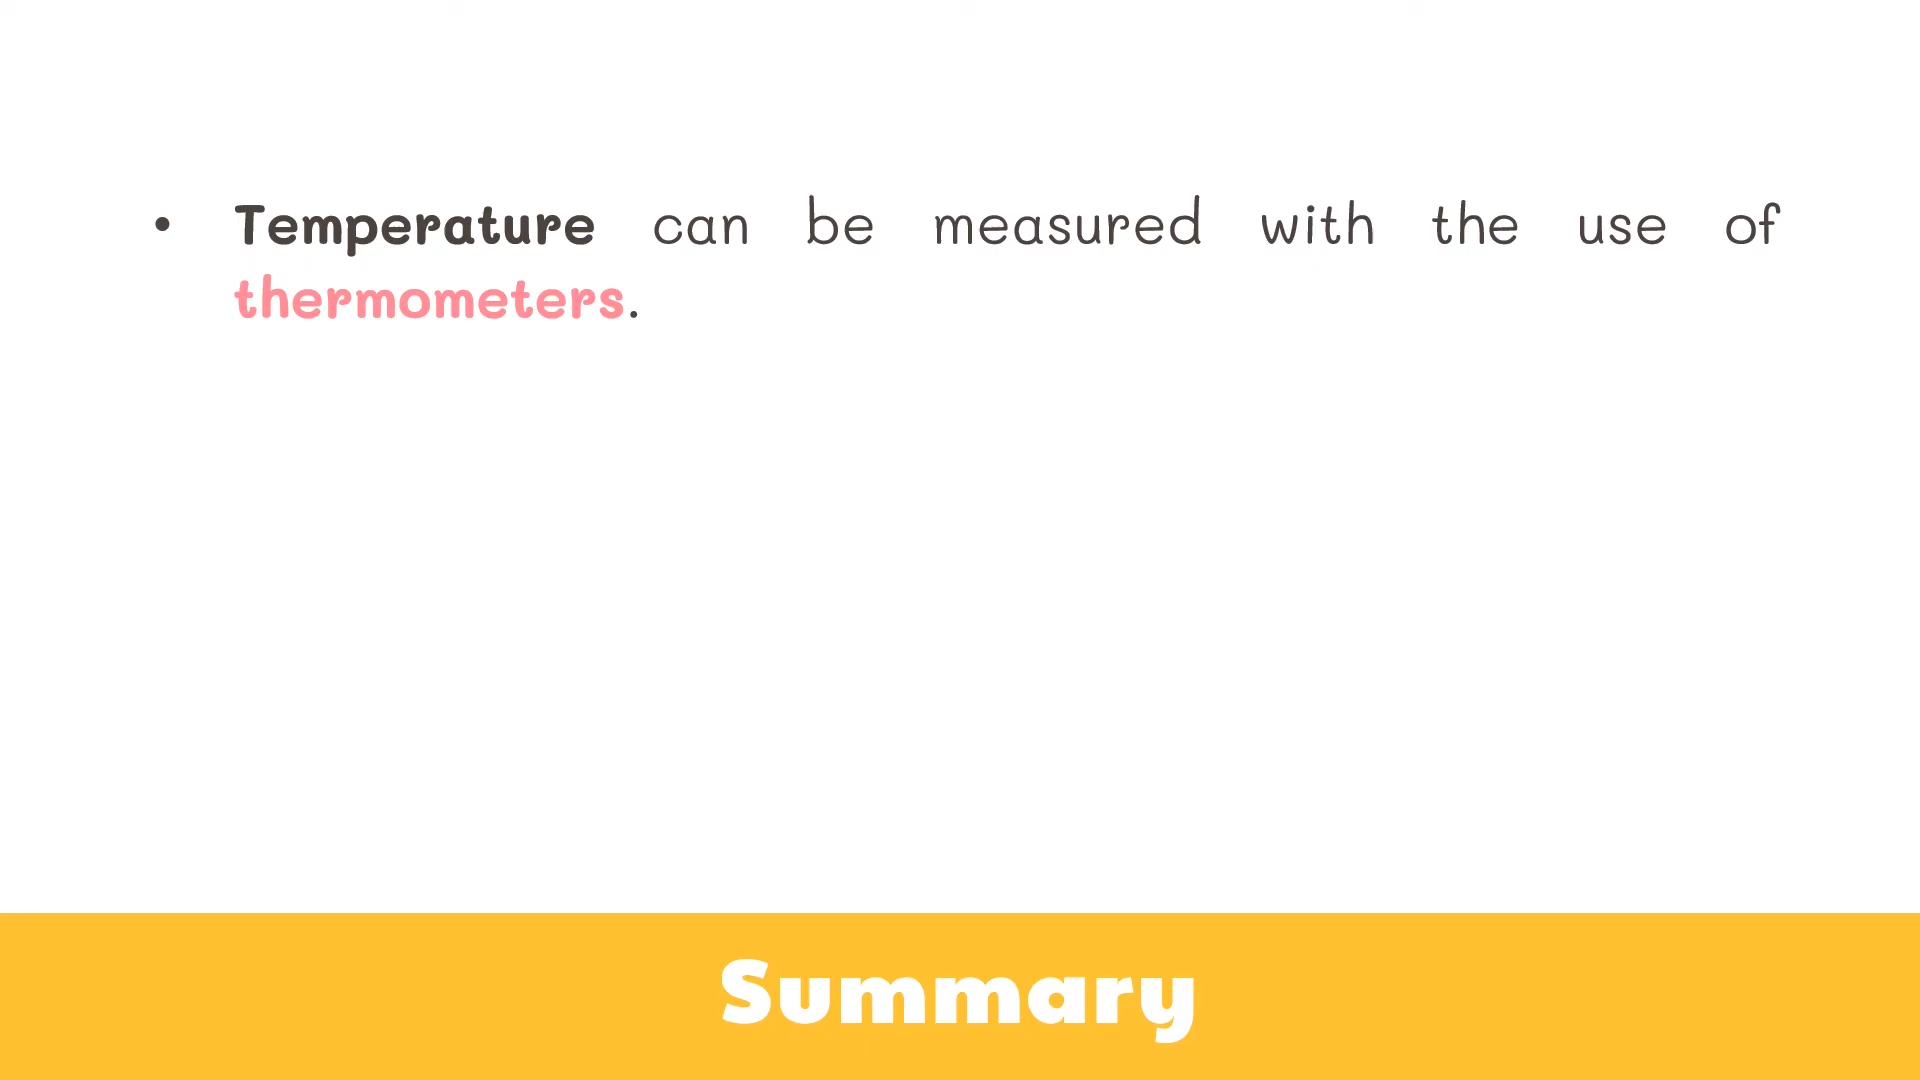 • Temperature can be measured with the use of
thermometers.
Summary